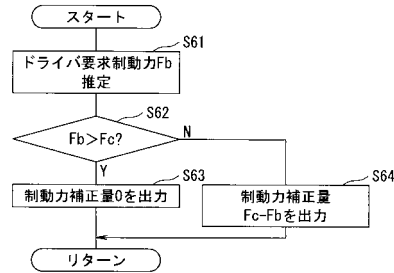 スタート
S61
ドライバ要求制動力Fb
推定
S62
Fb>Fc?
N
Y
S63
制動力補正量0を出力
S64
制動力補正量
Fc-Fbを出力
リターン